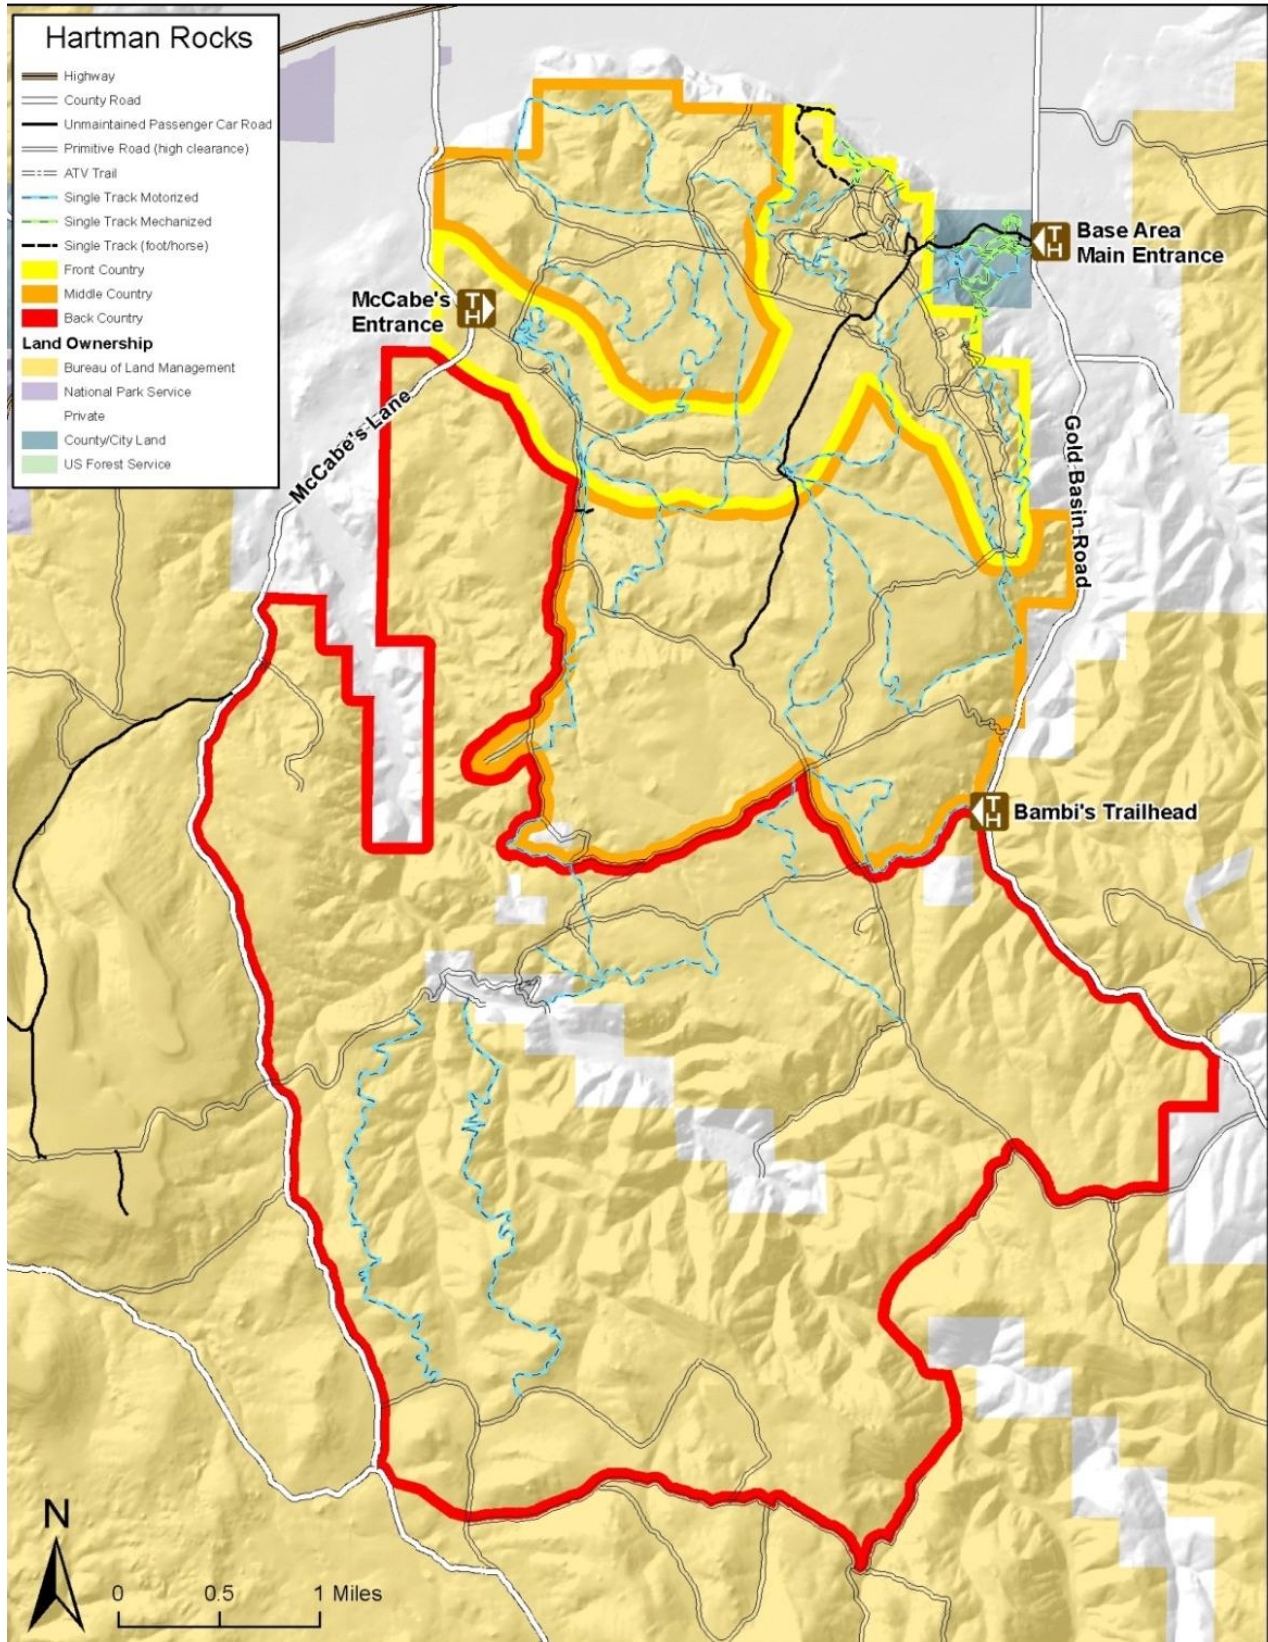 Hartman Rocks
Highway
County Road
Unmaintained Passenger Car Road
Primitive Road (high clearance)
ATV Trail
Single Track Motorized
Single Track Mechanized
Single Track (foot/horse)
Front Country
Middle Country
Back Country
Land Ownership
Bureau of Land Management
National Park Service
Private
County/City Land
US Forest Service
TH
Base Area
Main Entrance
McCabe's
Entrance
TH
McCabe's Lane
Gold Basin Road
TH
Bambi's Trailhead
N
0 0.5 1 Miles